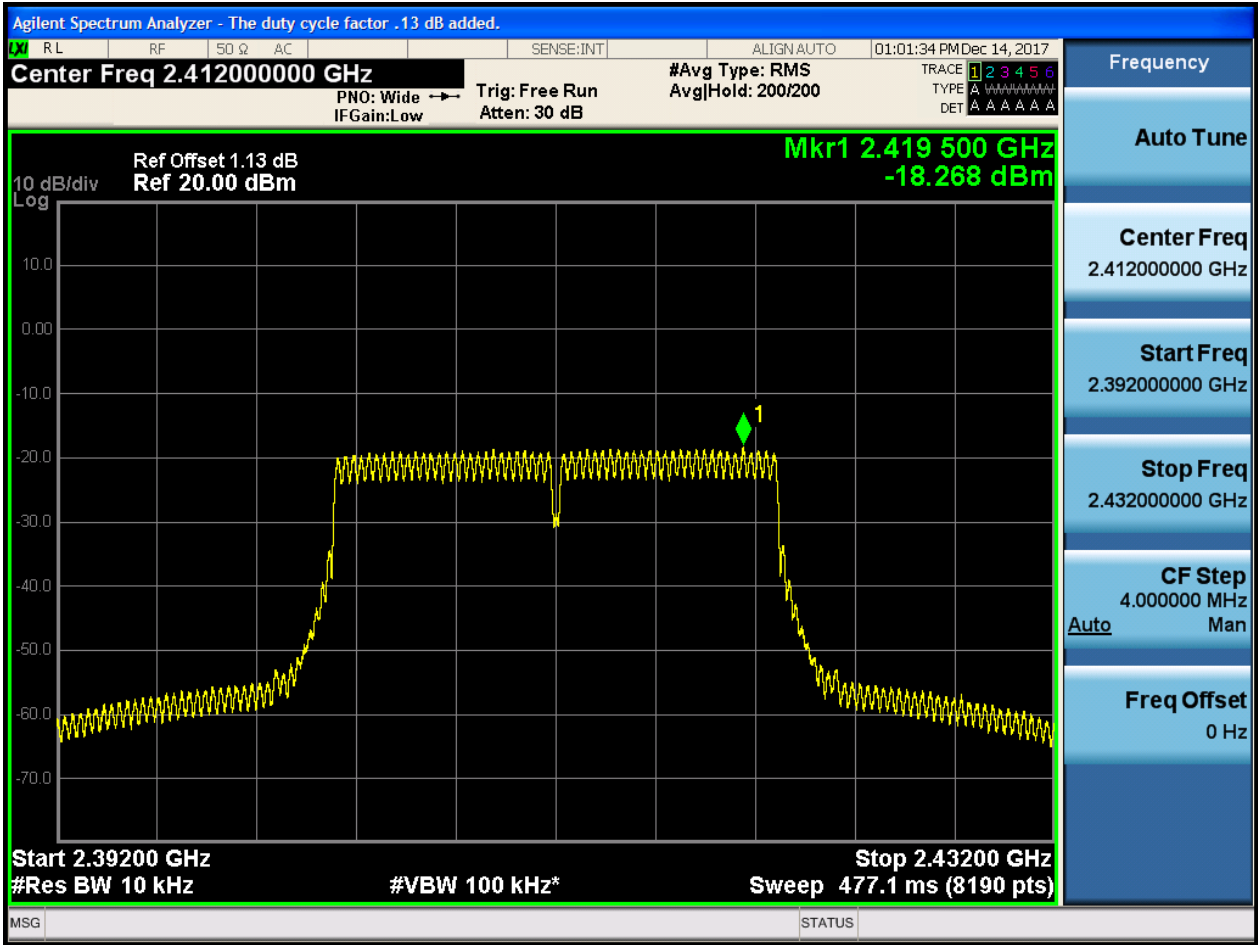 Agilent Spectrum Analyzer - The duty cycle factor .13 dB added.
LXI RL RF 50 Ω AC SENSE:INT ALIGN AUTO 01:01:34 PM Dec 14, 2017
Center Freq 2.412000000 GHz
PNO: Wide
IFGain:Low
Trig: Free Run
Atten: 30 dB
#Avg Type: RMS
Avg|Hold: 200/200
TRACE 1 2 3 4 5 6
TYPE A WWWWW
DET A A A A A A
Ref Offset 1.13 dB
10 dB/div Ref 20.00 dBm
Log
Mkr1 2.419 500 GHz
-18.268 dBm
10.0
0.00
-10.0
1
-20.0
-30.0
-40.0
-50.0
-60.0
-70.0
Start 2.39200 GHz Stop 2.43200 GHz
#Res BW 10 kHz #VBW 100 kHz* Sweep 477.1 ms (8190 pts)
MSG STATUS
Frequency
Auto Tune
Center Freq
2.412000000 GHz
Start Freq
2.392000000 GHz
Stop Freq
2.432000000 GHz
CF Step
4.000000 MHz
Auto Man
Freq Offset
0 Hz